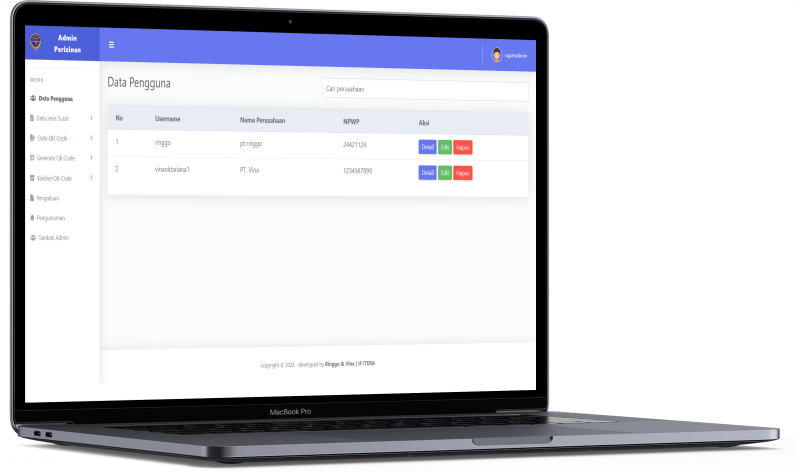 Admin
Perizinan
superadmin
MENU
Data Pengguna
Data Jenis Surat
Data QR-Code
Generate QR-Code
Validasi QR-Code
Pengaduan
Pengumuman
Tambah Admin
Data Pengguna
Cari perusahaan
No Username Nama Perusahaan NPWP Aksi
1 ringgo pt ringgo 24421124 Detail Edit Hapus
2 vinaoktariana1 PT. Vina 1234567899 Detail Edit Hapus
copyright © 2022 - developed by Ringgo & Vina | IF ITERA
MacBook Pro